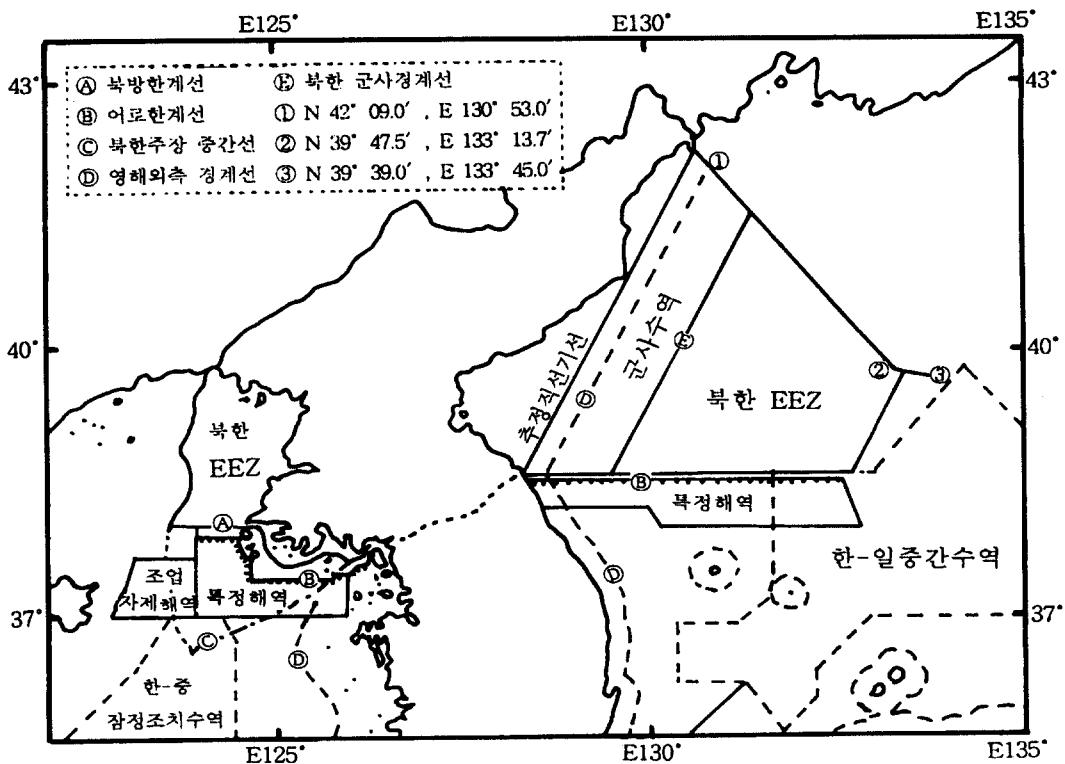 E125° E130° E135°
43° 43°
Ⓐ 북방한계선 Ⓔ 북한 군사경계선
Ⓑ 어로한계선 ① N 42° 09.0′ , E 130° 53.0′
Ⓒ 북한주장 중간선 ② N 39° 47.5′ , E 133° 13.7′
Ⓓ 영해외측 경계선 ③ N 39° 39.0′ , E 133° 45.0′
①
추정직선기선
군사수역
Ⓔ
Ⓓ
40° 40°
② ③
북한 EEZ
북한
EEZ
Ⓑ
특정해역
Ⓐ
한-일중간수역
조업
자제해역
특정해역
Ⓑ
Ⓓ
37° 37°
Ⓒ
Ⓓ
한-중
잠정조치수역
E125° E130° E135°